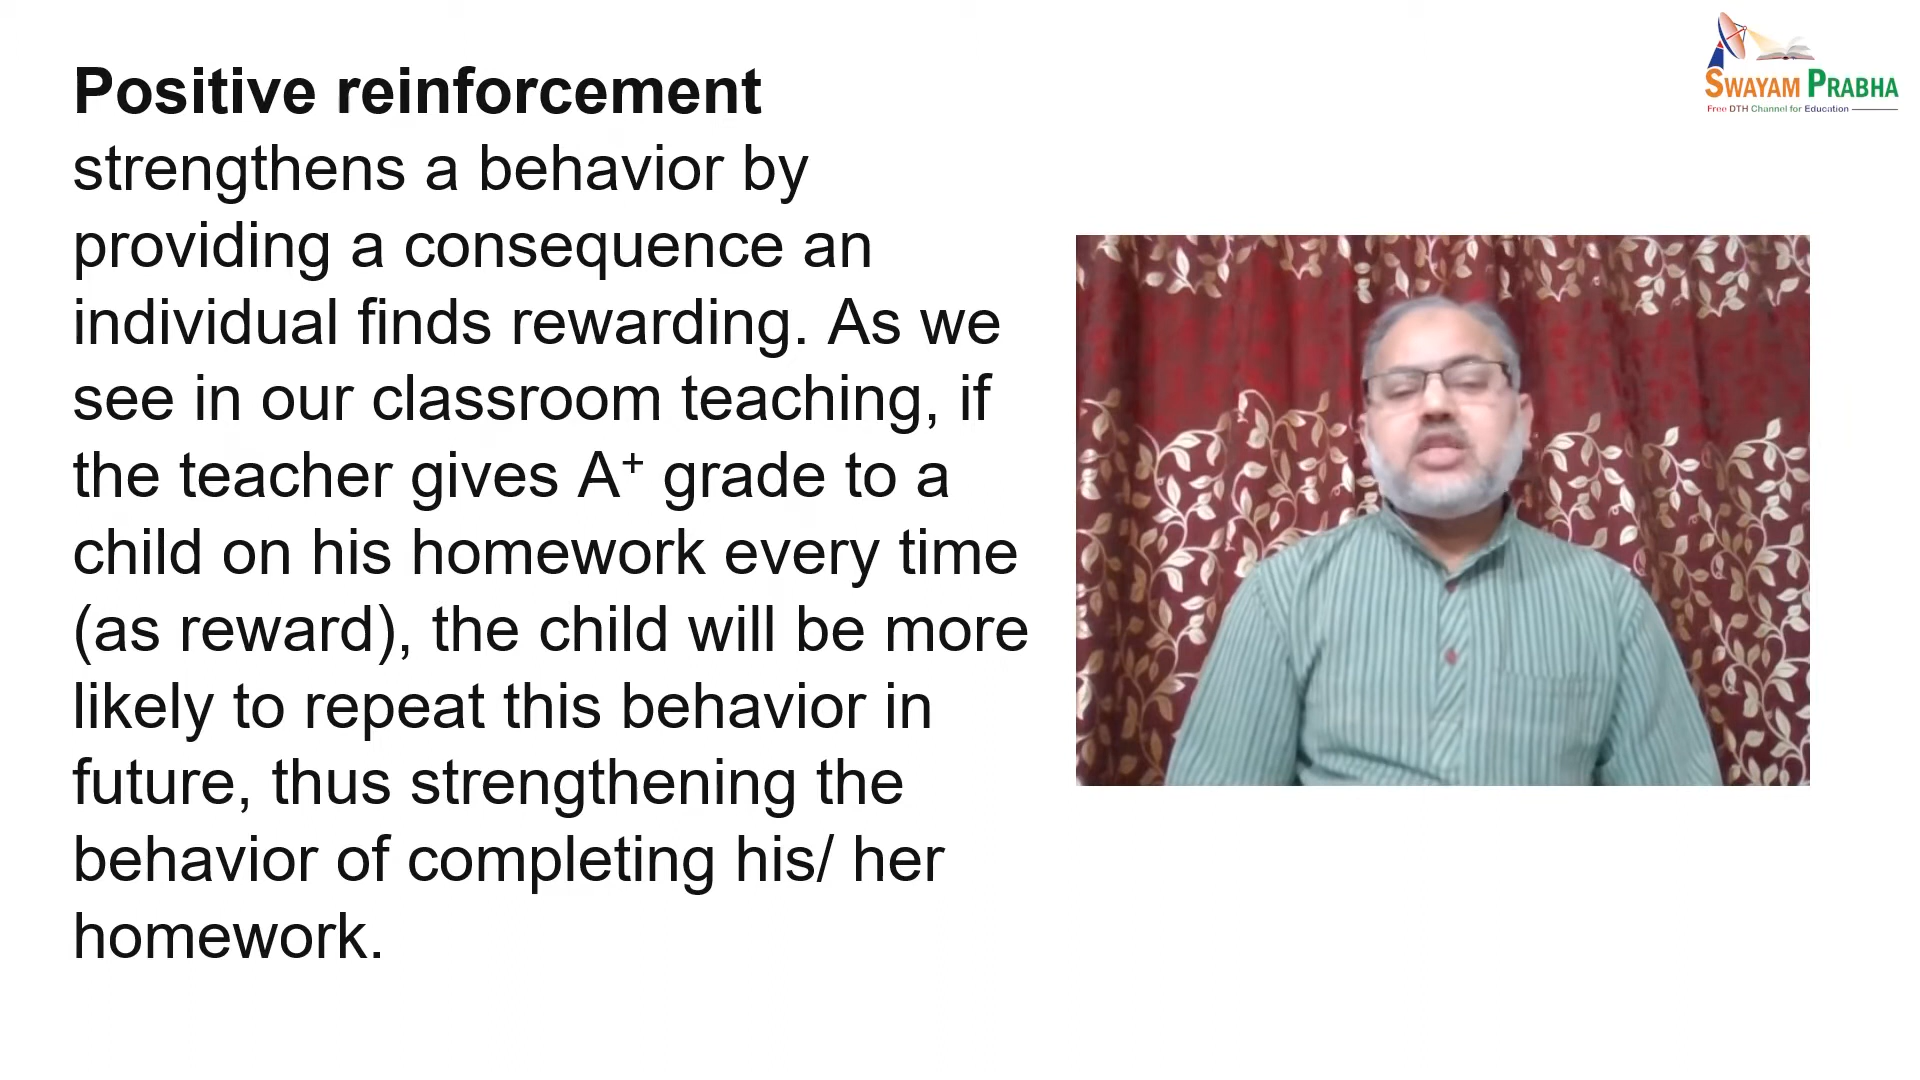 Positive reinforcement
strengthens a behavior by
providing a consequence an
individual finds rewarding. As we
see in our classroom teaching, if
the teacher gives A⁺ grade to a
child on his homework every time
(as reward), the child will be more
likely to repeat this behavior in
future, thus strengthening the
behavior of completing his/ her
homework.
SWAYAM PRABHA
Free DTH Channel for Education